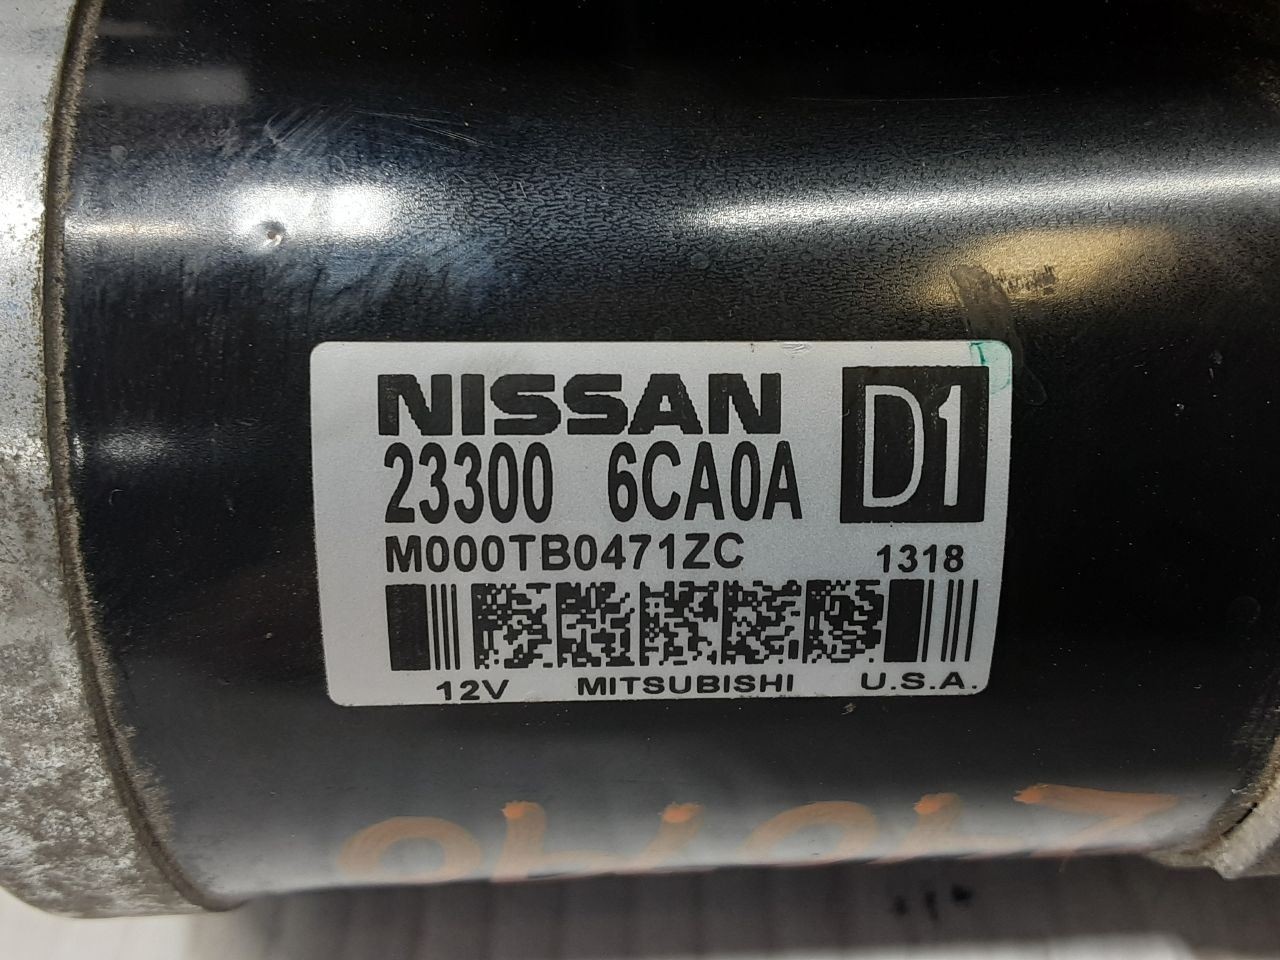 NISSAN D1
23300 6CA0A
M000TB0471ZC 1318
12V MITSUBISHI U.S.A.